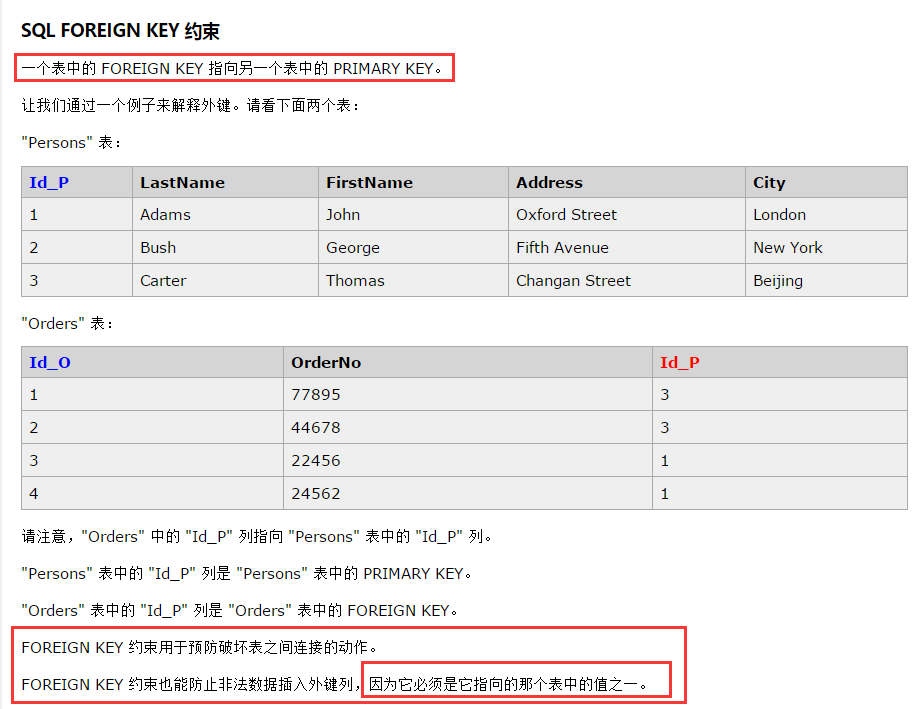 SQL FOREIGN KEY 约束
一个表中的 FOREIGN KEY 指向另一个表中的 PRIMARY KEY。
让我们通过一个例子来解释外键。请看下面两个表：
"Persons" 表：
Id_P LastName FirstName Address City
1 Adams John Oxford Street London
2 Bush George Fifth Avenue New York
3 Carter Thomas Changan Street Beijing
"Orders" 表：
Id_O OrderNo Id_P
1 77895 3
2 44678 3
3 22456 1
4 24562 1
请注意，"Orders" 中的 "Id_P" 列指向 "Persons" 表中的 "Id_P" 列。
"Persons" 表中的 "Id_P" 列是 "Persons" 表中的 PRIMARY KEY。
"Orders" 表中的 "Id_P" 列是 "Orders" 表中的 FOREIGN KEY。
FOREIGN KEY 约束用于预防破坏表之间连接的动作。
FOREIGN KEY 约束也能防止非法数据插入外键列，因为它必须是它指向的那个表中的值之一。